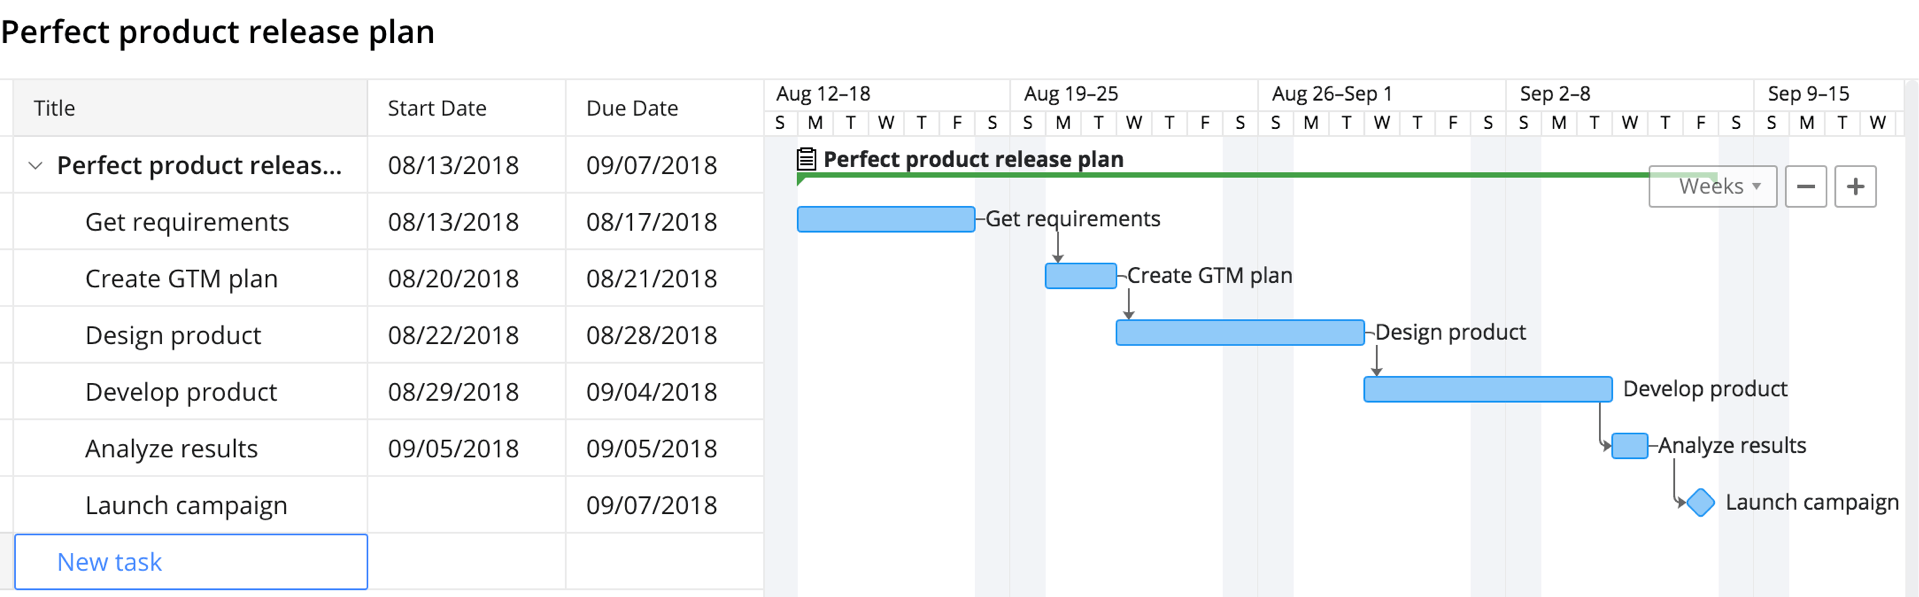 Perfect product release plan
Title Start Date Due Date
Aug 12–18 Aug 19–25 Aug 26–Sep 1 Sep 2–8 Sep 9–15
S M T W T F S S M T W T F S S M T W T F S S M T W T F S S M T W
Perfect product releas... 08/13/2018 09/07/2018
Perfect product release plan
Weeks
Get requirements 08/13/2018 08/17/2018 Get requirements
Create GTM plan 08/20/2018 08/21/2018 Create GTM plan
Design product 08/22/2018 08/28/2018 Design product
Develop product 08/29/2018 09/04/2018 Develop product
Analyze results 09/05/2018 09/05/2018 Analyze results
Launch campaign 09/07/2018 Launch campaign
New task